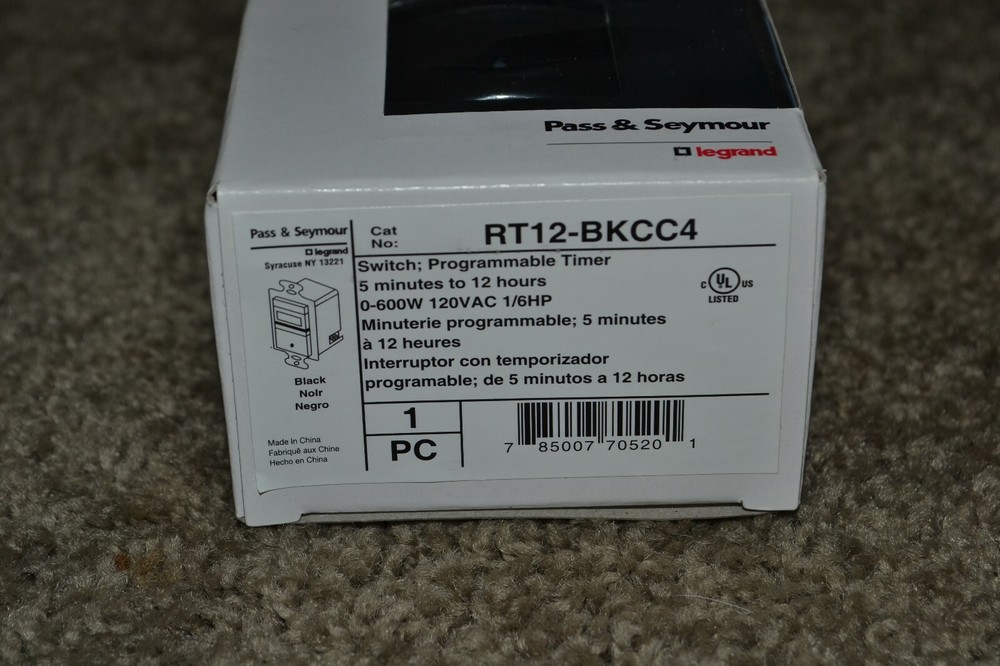 Pass & Seymour
legrand
Pass & Seymour
legrand
Syracuse NY 13221
Cat
No:
RT12-BKCC4
Switch; Programmable Timer
5 minutes to 12 hours
0-600W 120VAC 1/6HP
Minuterie programmable; 5 minutes
à 12 heures
Interruptor con temporizador
programable; de 5 minutos a 12 horas
C UL US
LISTED
Black
Noir
Negro
Made in China
Fabriqué aux Chine
Hecho en China
1
PC
7 85007 70520 1